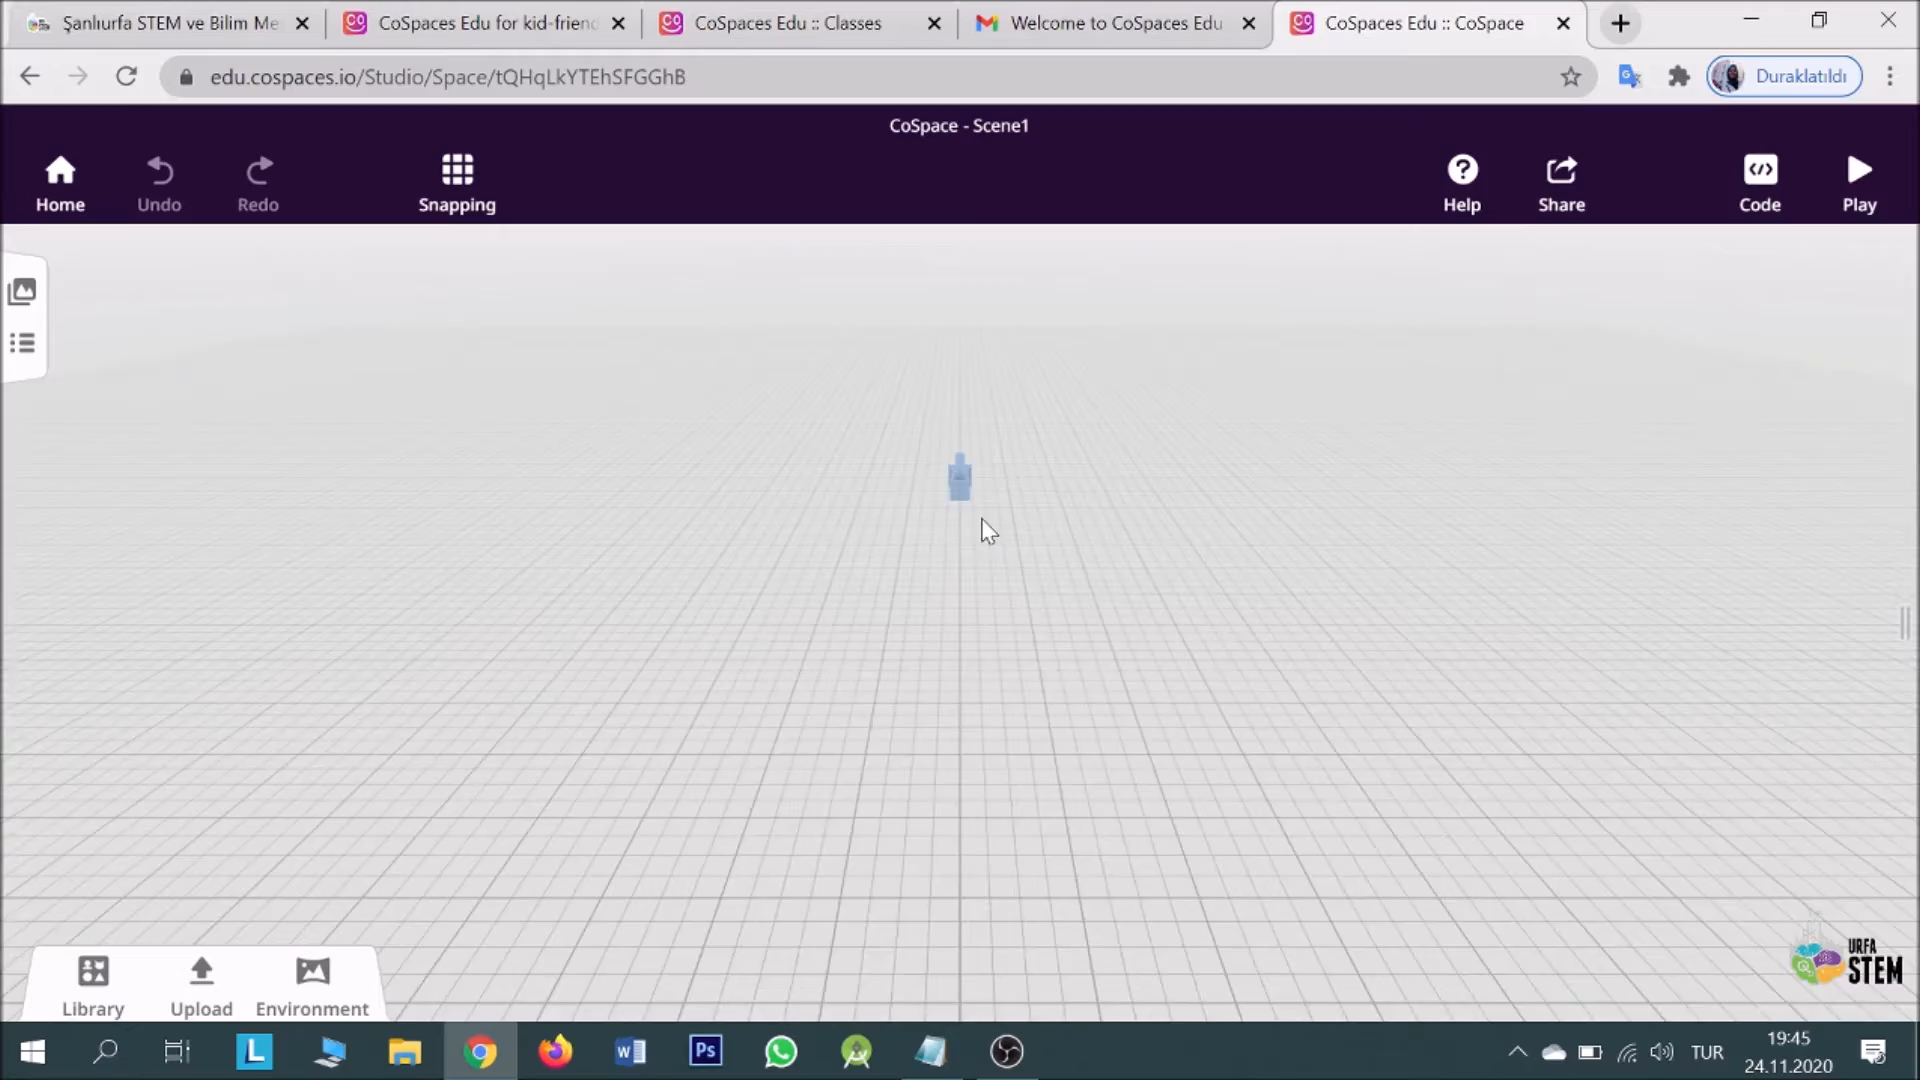 Şanlıurfa STEM ve Bilim Me
CoSpaces Edu for kid-friend
CoSpaces Edu :: Classes
Welcome to CoSpaces Edu
CoSpaces Edu :: CoSpace
edu.cospaces.io/Studio/Space/tQHqLkYTEhSFGGhB
Duraklatıldı
CoSpace - Scene1
Home
Undo
Redo
Snapping
Help
Share
Code
Play
URFA
STEM
Library
Upload
Environment
TUR
19:45
24.11.2020